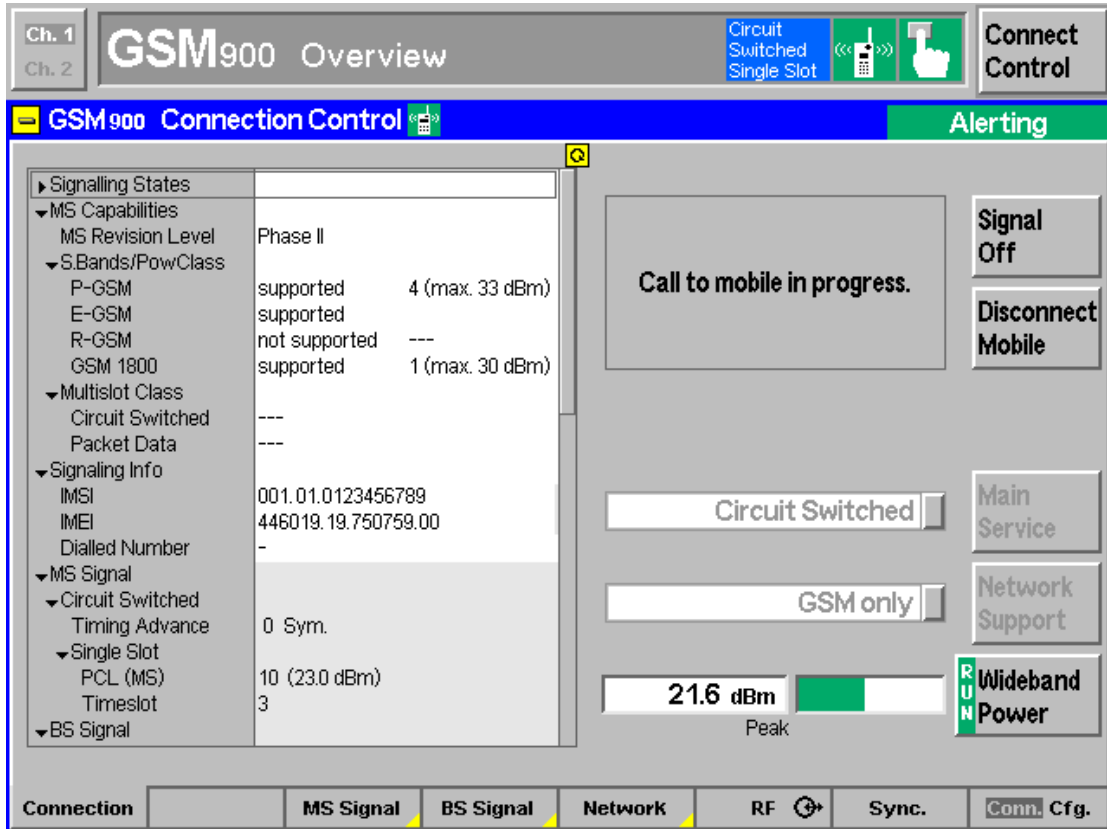 Ch. 1
Ch. 2
GSM900 Overview
Circuit
Switched
Single Slot
Connect
Control
GSM900 Connection Control
Alerting
Signalling States
MS Capabilities
MS Revision Level Phase II
S.Bands/PowClass
P-GSM supported 4 (max. 33 dBm)
E-GSM supported
R-GSM not supported ---
GSM 1800 supported 1 (max. 30 dBm)
Multislot Class
Circuit Switched ---
Packet Data ---
Signaling Info
IMSI 001.01.0123456789
IMEI 446019.19.750759.00
Dialled Number -
MS Signal
Circuit Switched
Timing Advance 0 Sym.
Single Slot
PCL (MS) 10 (23.0 dBm)
Timeslot 3
BS Signal
Call to mobile in progress.
Signal
Off
Disconnect
Mobile
Circuit Switched
Main
Service
GSM only
Network
Support
21.6 dBm
Peak
RUN
Wideband
Power
Connection MS Signal BS Signal Network RF Sync. Conn. Cfg.